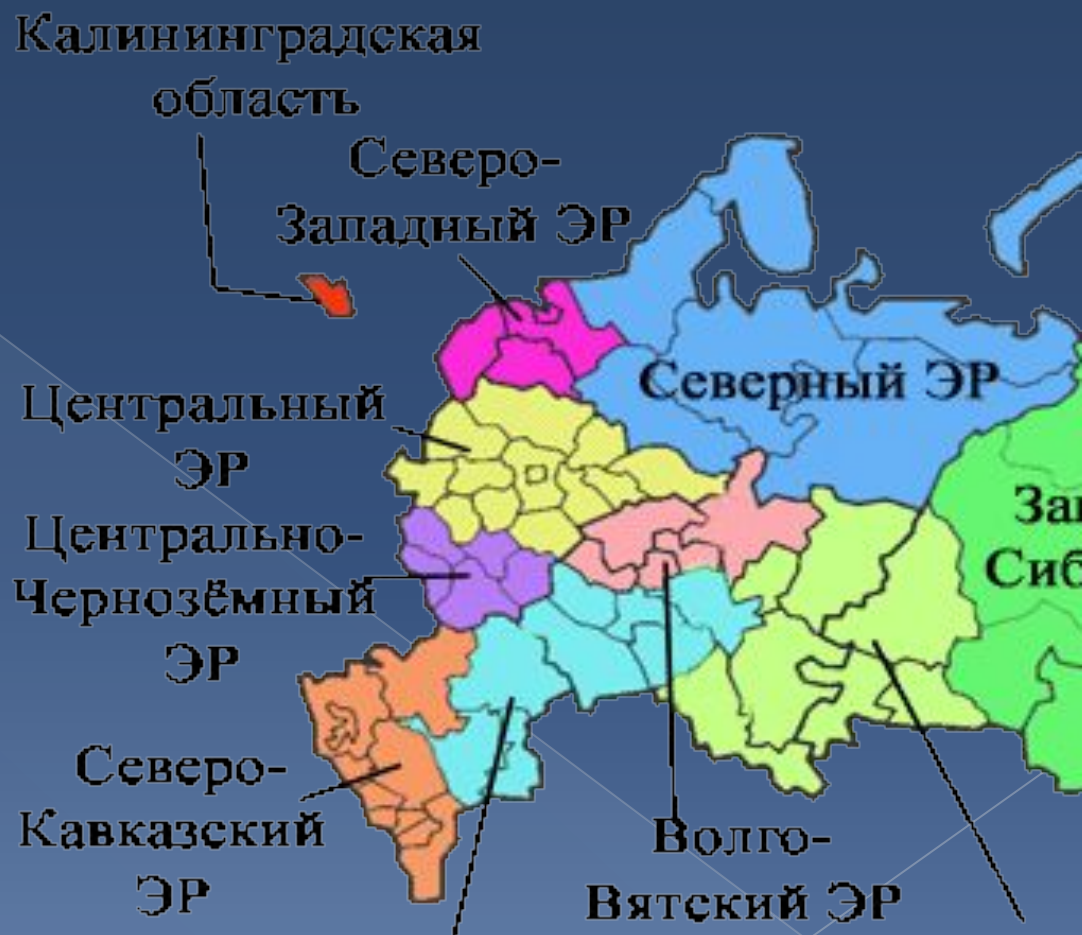 Калининградская
область
Северо-
Западный ЭР
Северный ЭР
Центральный
ЭР
Центрально-
Чернозёмный
ЭР
Северо-
Кавказский
ЭР
Волго-
Вятский ЭР